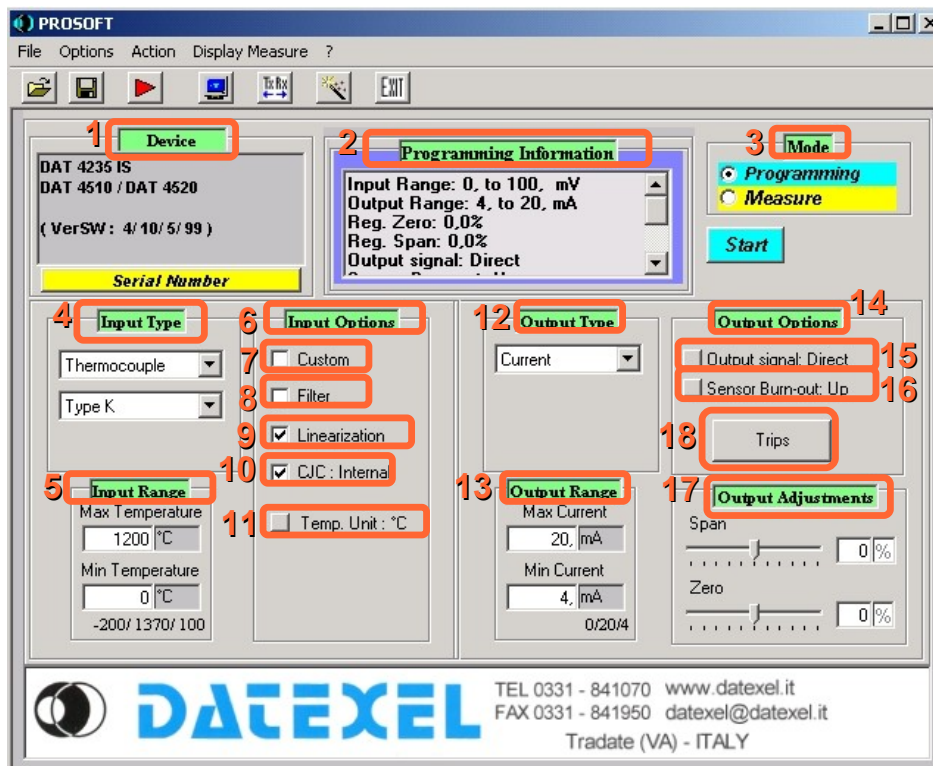 PROSOFT
File Options Action Display Measure ?
Tx Rx
EXIT
1 Device
DAT 4235 IS
DAT 4510 / DAT 4520
( VerSW : 4/ 10/ 5/ 99 )
Serial Number
2 Programming Information
Input Range: 0, to 100, mV
Output Range: 4, to 20, mA
Reg. Zero: 0,0%
Reg. Span: 0,0%
Output signal: Direct
3 Mode
Programming
Measure
Start
4 Input Type
Thermocouple
Type K
5 Input Range
Max Temperature
1200 °C
Min Temperature
0 °C
-200/ 1370/ 100
6 Input Options
7 Custom
8 Filter
9 Linearization
10 CJC : Internal
11 Temp. Unit : °C
12 Output Type
Current
13 Output Range
Max Current
20, mA
Min Current
4, mA
0/20/4
Output Options 14
Output signal: Direct 15
Sensor Burn-out: Up 16
18 Trips
17 Output Adjustments
Span
0 %
Zero
0 %
DATEXEL
TEL 0331 - 841070 www.datexel.it
FAX 0331 - 841950 datexel@datexel.it
Tradate (VA) - ITALY